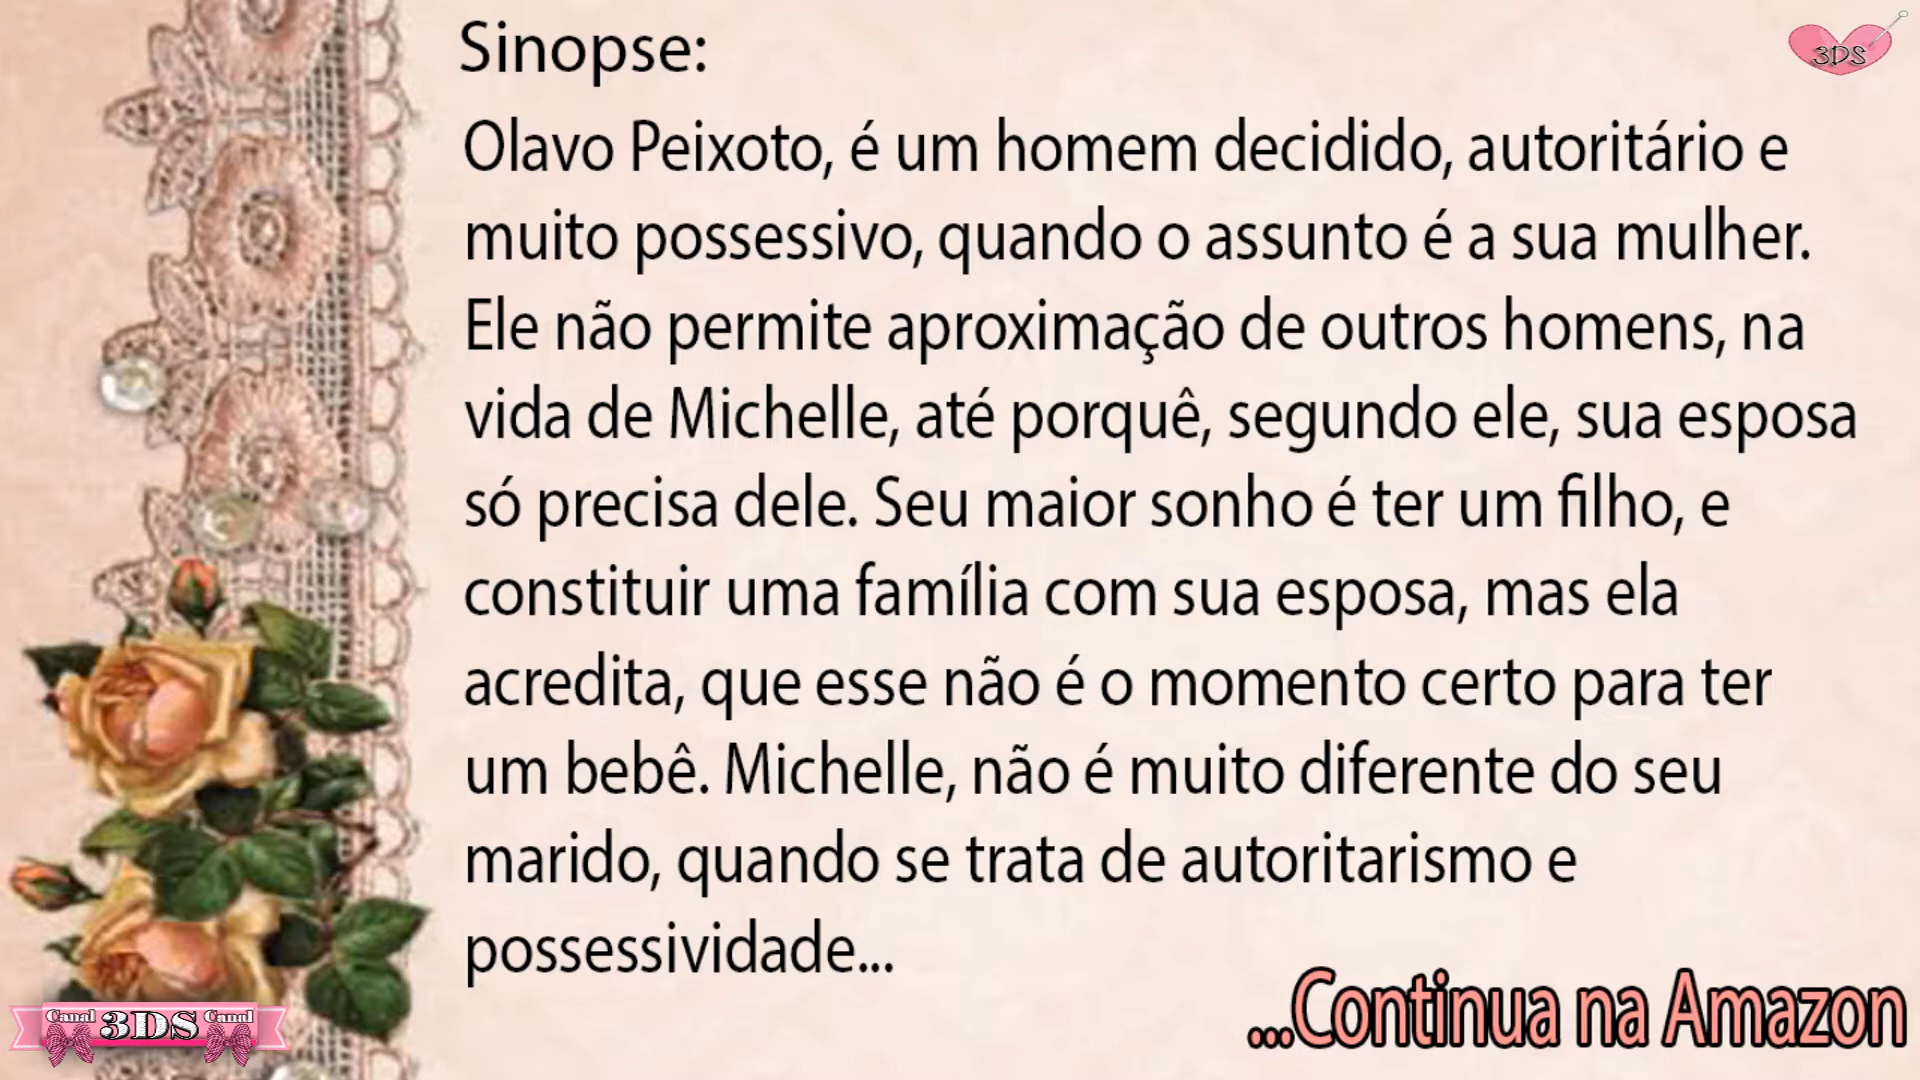 Sinopse:
3DS
Olavo Peixoto, é um homem decidido, autoritário e
muito possessivo, quando o assunto é a sua mulher.
Ele não permite aproximação de outros homens, na
vida de Michelle, até porquê, segundo ele, sua esposa
só precisa dele. Seu maior sonho é ter um filho, e
constituir uma família com sua esposa, mas ela
acredita, que esse não é o momento certo para ter
um bebê. Michelle, não é muito diferente do seu
marido, quando se trata de autoritarismo e
possessividade...
...Continua na Amazon
Canal 3DS Canal